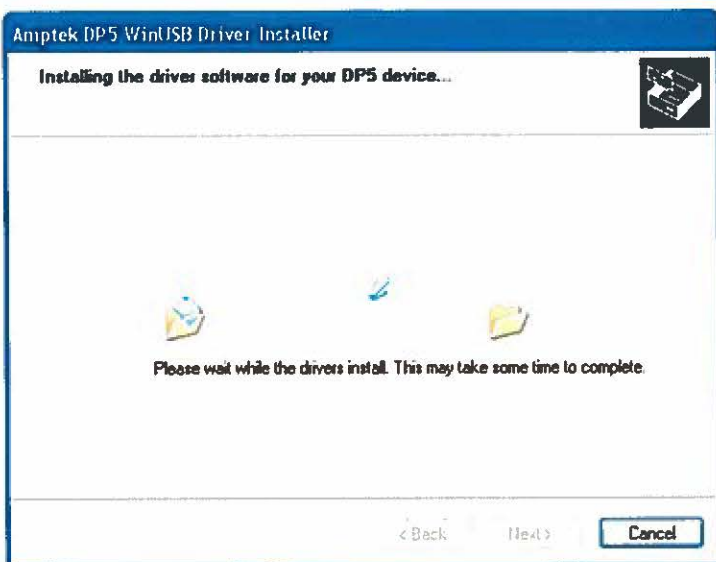 Amptek DP5 WinUSB Driver Installer
Installing the driver software for your DP5 device...
Please wait while the drivers install. This may take some time to complete.
< Back
Next >
Cancel